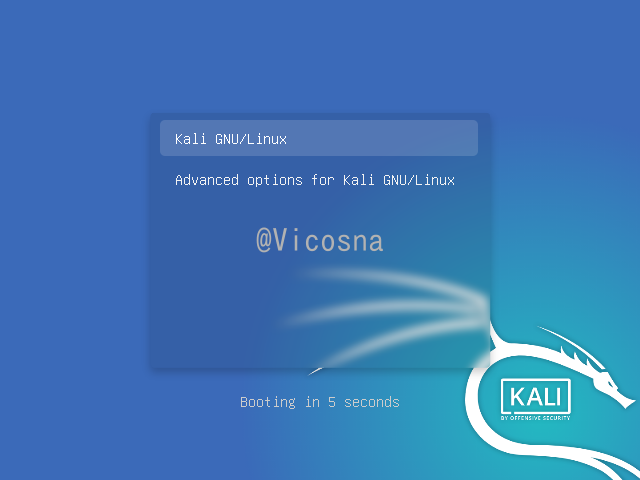 Kali GNU/Linux
Advanced options for Kali GNU/Linux
@Vicosna
Booting in 5 seconds
KALI
BY OFFENSIVE SECURITY